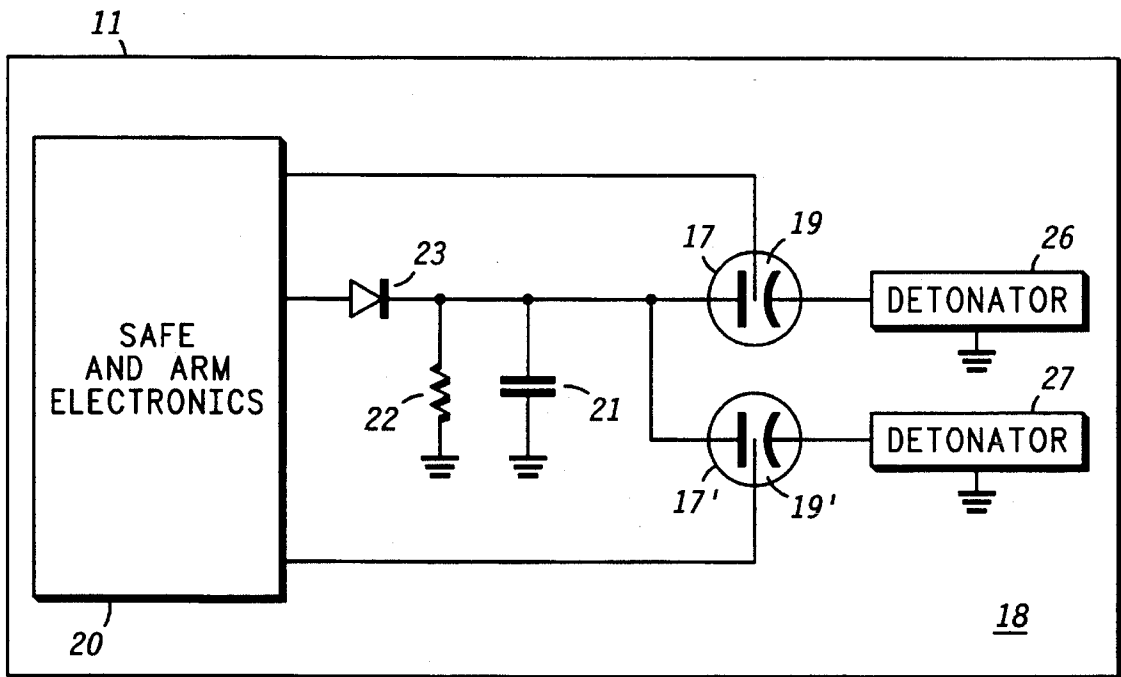 11
SAFE
AND ARM
ELECTRONICS
20
23
22
21
17
19
26
DETONATOR
27
DETONATOR
17'
19'
18